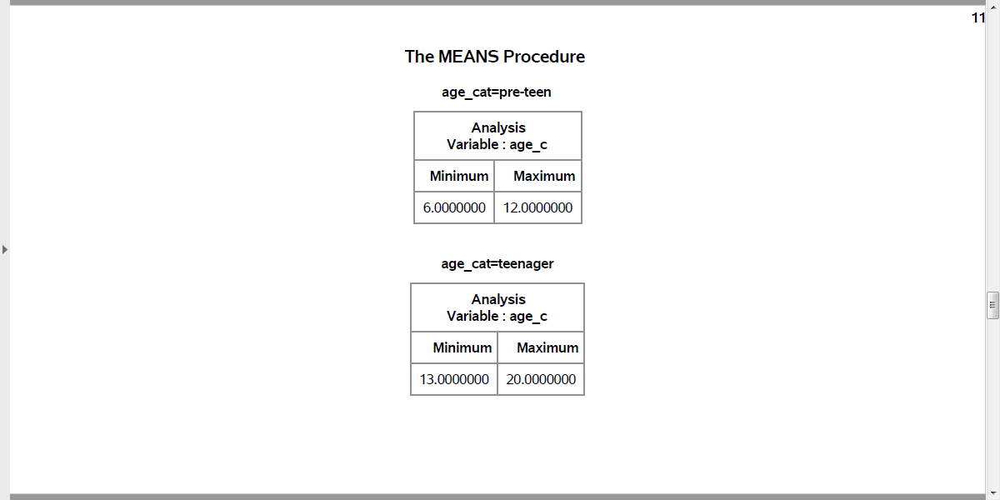 11
The MEANS Procedure
age_cat=pre-teen
Analysis
Variable : age_c
Minimum Maximum
6.0000000 12.0000000
age_cat=teenager
Analysis
Variable : age_c
Minimum Maximum
13.0000000 20.0000000